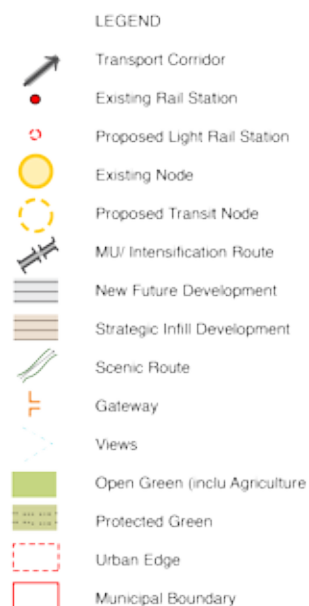 LEGEND
Transport Corridor
Existing Rail Station
Proposed Light Rail Station
Existing Node
Proposed Transit Node
MU/ Intensification Route
New Future Development
Strategic Infill Development
Scenic Route
Gateway
Views
Open Green (inclu Agriculture
Protected Green
Urban Edge
Municipal Boundary